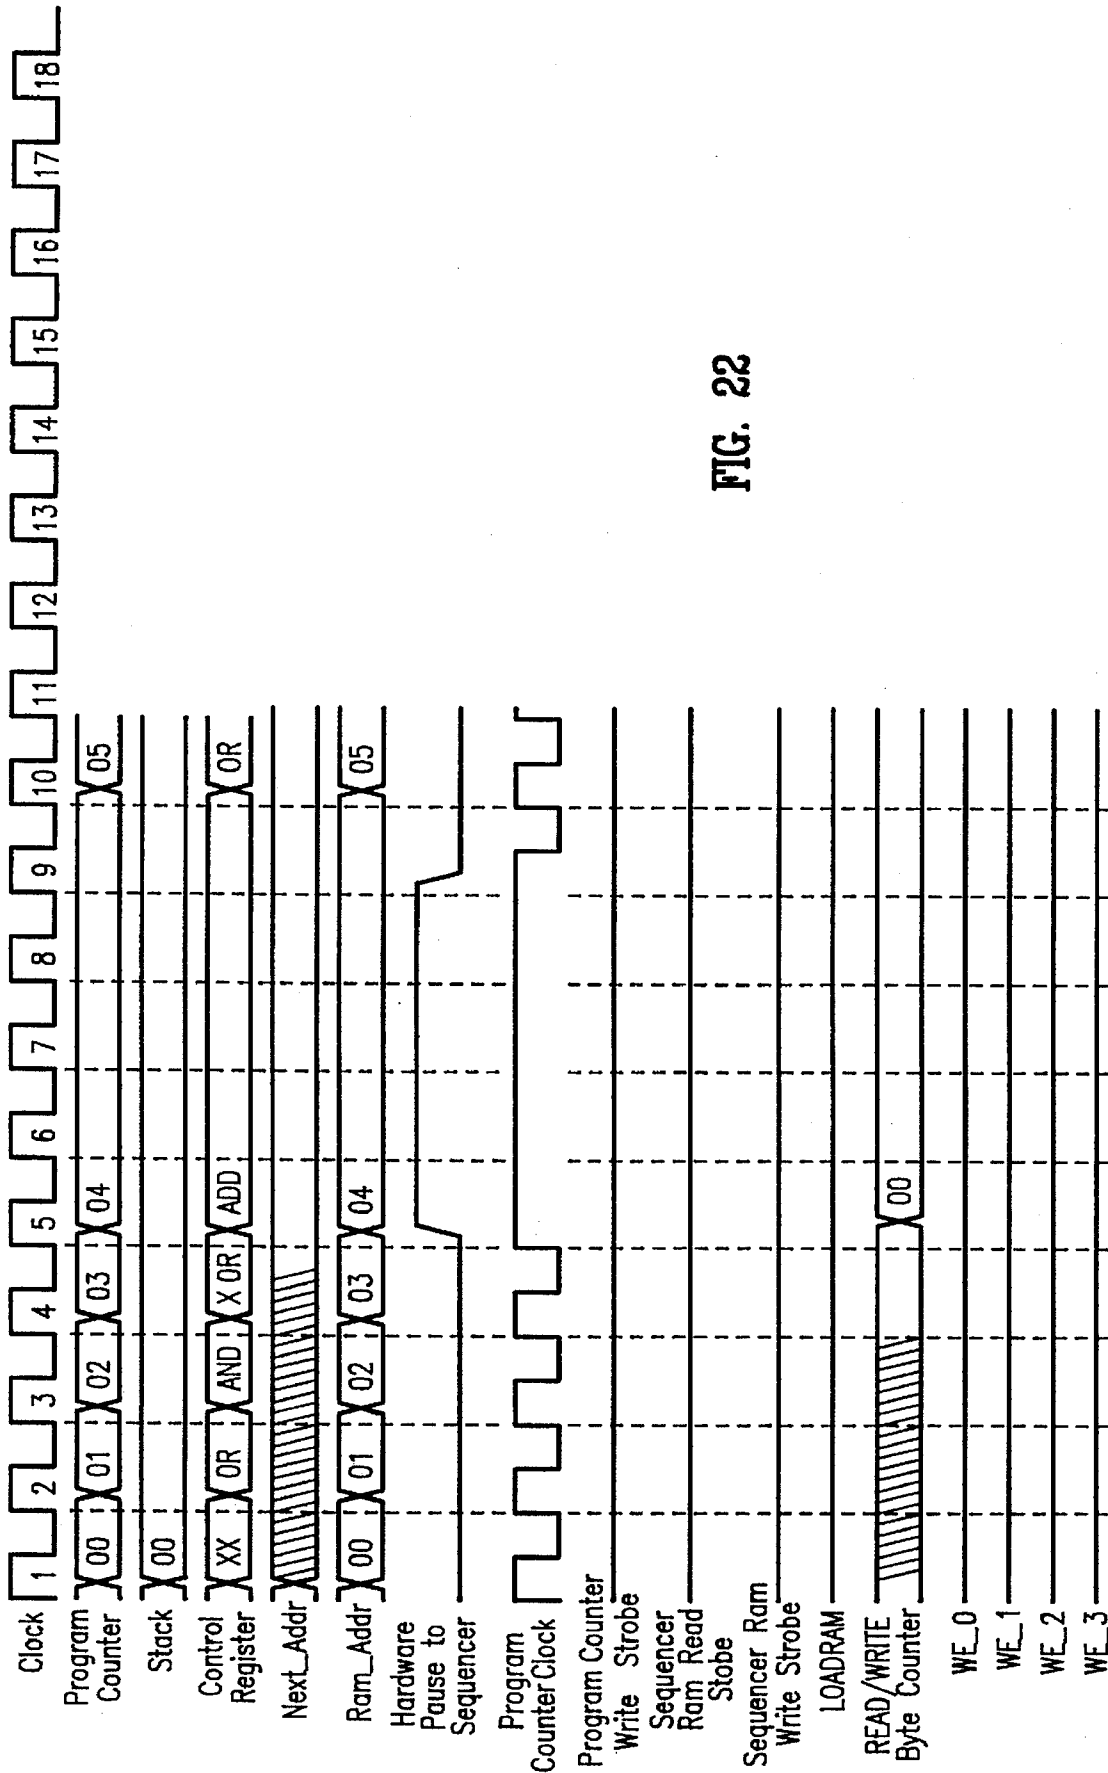 Clock 1 2 3 4 5 6 7 8 9 10 11 12 13 14 15 16 17 18
Program
Counter 00 01 02 03 04 05
Stack 00
Control
Register XX OR AND X OR ADD OR
Next_Addr
Ram_Addr 00 01 02 03 04 05
Hardware
Pause to
Sequencer
Program
Counter Clock
Program Counter
Write Strobe
Sequencer
Ram Read
Stobe
Sequencer Ram
Write Strobe
LOADRAM
READ/WRITE
Byte Counter 00
WE_0
WE_1
WE_2
WE_3
FIG. 22